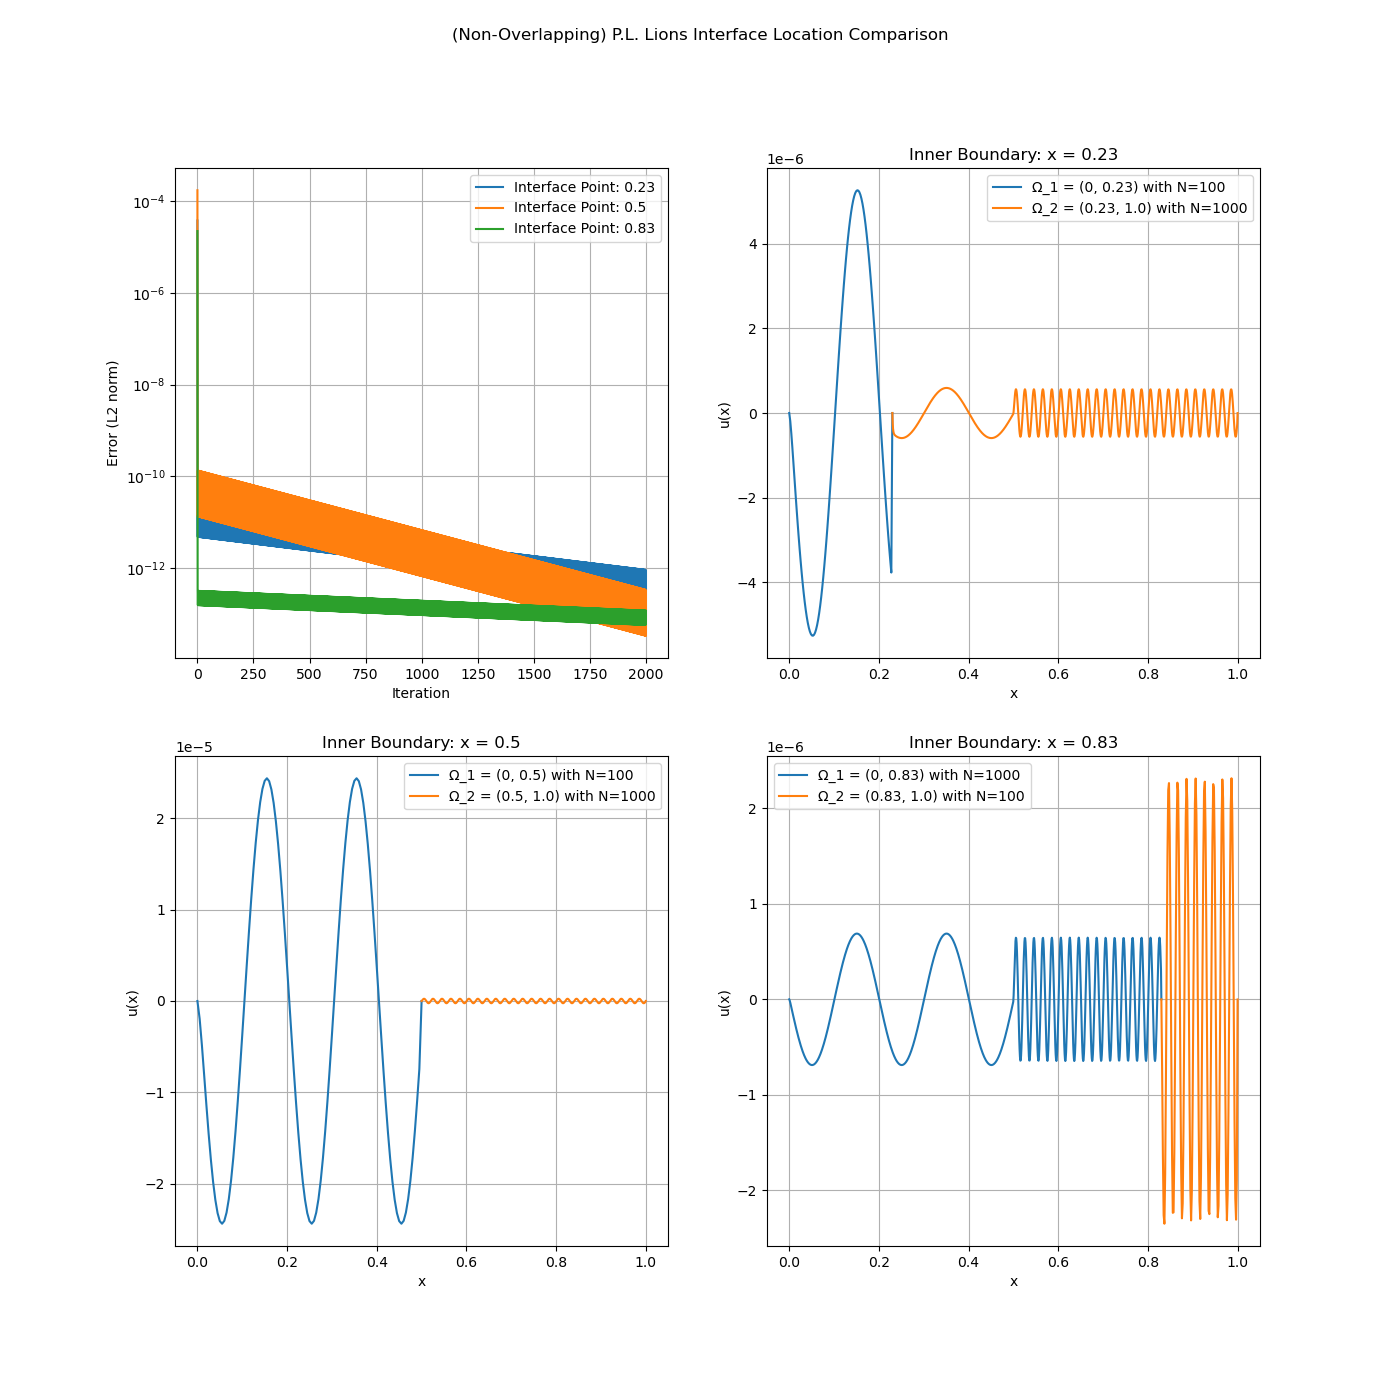 (Non-Overlapping) P.L. Lions Interface Location Comparison
Interface Point: 0.23
Interface Point: 0.5
Interface Point: 0.83
10⁻⁴
10⁻⁶
10⁻⁸
10⁻¹⁰
10⁻¹²
Error (L2 norm)
0 250 500 750 1000 1250 1500 1750 2000
Iteration
Inner Boundary: x = 0.23
1e−6
Ω_1 = (0, 0.23) with N=100
Ω_2 = (0.23, 1.0) with N=1000
4
2
0
−2
−4
u(x)
0.0 0.2 0.4 0.6 0.8 1.0
x
Inner Boundary: x = 0.5
1e−5
Ω_1 = (0, 0.5) with N=100
Ω_2 = (0.5, 1.0) with N=1000
2
1
0
−1
−2
u(x)
0.0 0.2 0.4 0.6 0.8 1.0
x
Inner Boundary: x = 0.83
1e−6
Ω_1 = (0, 0.83) with N=1000
Ω_2 = (0.83, 1.0) with N=100
2
1
0
−1
−2
u(x)
0.0 0.2 0.4 0.6 0.8 1.0
x